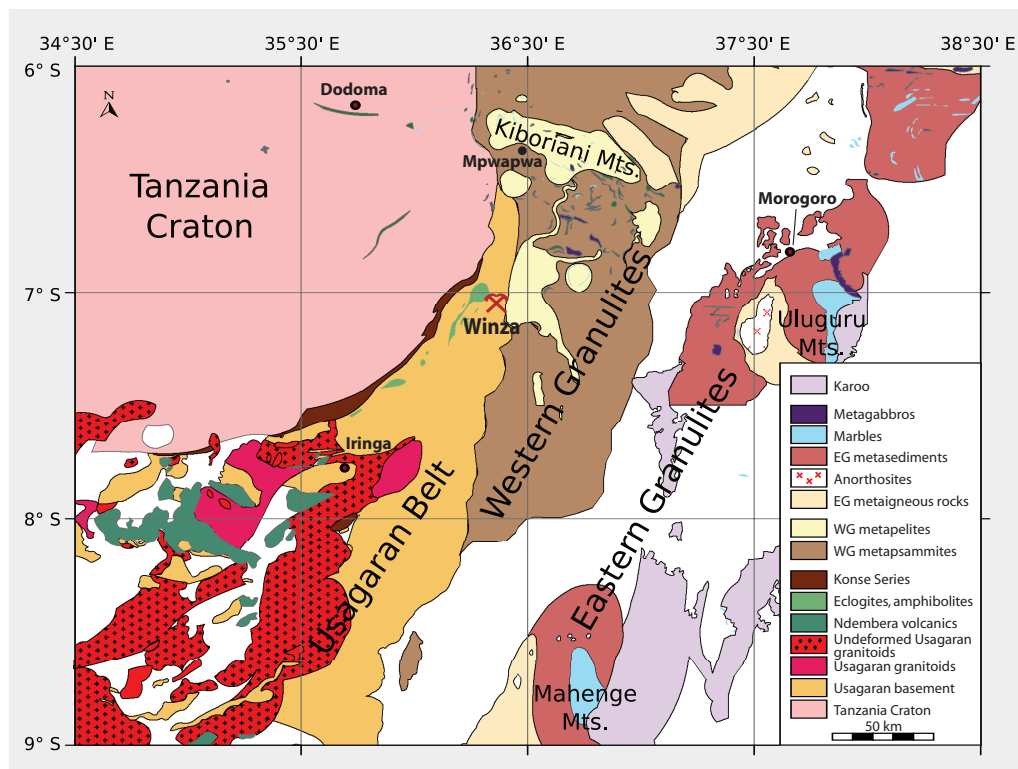 34°30' E
35°30' E
36°30' E
37°30' E
38°30' E
6° S
N
Dodoma
Kiboriani Mts.
Mpwapwa
Tanzania
Craton
Morogoro
7° S
Winza
Uluguru
Mts.
Western Granulites
Eastern Granulites
Iringa
Usagaran Belt
8° S
Mahenge
Mts.
9° S
Karoo
Metagabbros
Marbles
EG metasediments
Anorthosites
EG metaigneous rocks
WG metapelites
WG metapsammites
Konse Series
Eclogites, amphibolites
Ndembera volcanics
Undeformed Usagaran
granitoids
Usagaran granitoids
Usagaran basement
Tanzania Craton
50 km